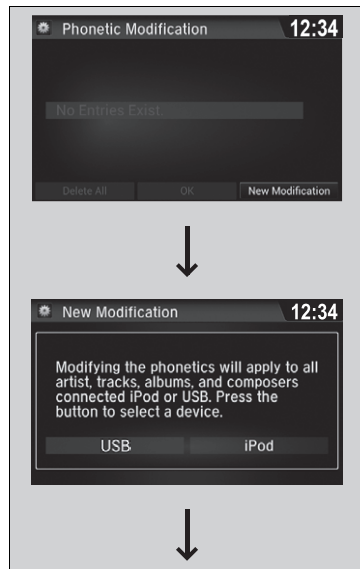 Phonetic Modification 12:34
No Entries Exist
Delete All OK New Modification
New Modification 12:34
Modifying the phonetics will apply to all
artist, tracks, albums, and composers
connected iPod or USB. Press the
button to select a device.
USB iPod